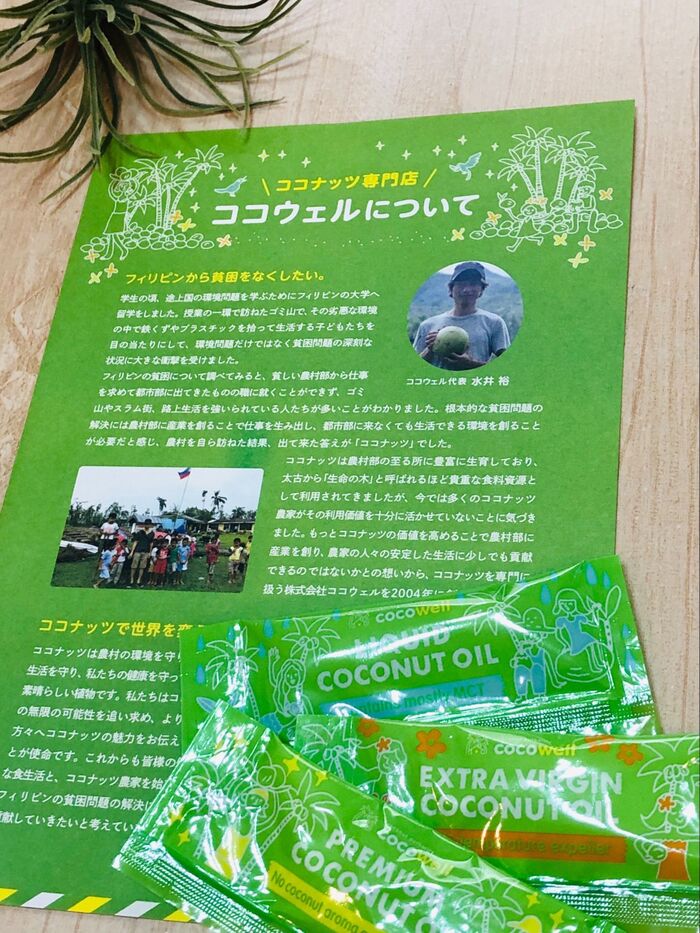 \ ココナッツ専門店 /
ココウェルについて
フィリピンから貧困をなくしたい。
学生の頃、途上国の環境問題を学ぶためにフィリピンの大学へ
留学をしました。授業の一環で訪ねたゴミ山で、その劣悪な環境
の中で鉄くずやプラスチックを拾って生活する子どもたちを
目の当たりにして、環境問題だけではなく貧困問題の深刻な
状況に大きな衝撃を受けました。
フィリピンの貧困について調べてみると、貧しい農村部から仕事
を求めて都市部に出てきたものの職に就くことができず、ゴミ
山やスラム街、路上生活を強いられている人たちが多いことがわかりました。根本的な貧困問題の
解決には農村部に産業を創ることで仕事を生み出し、都市部に来なくても生活できる環境を創ること
が必要だと感じ、農村を自ら訪ねた結果、出て来た答えが「ココナッツ」でした。
ココウェル代表 水井 裕
ココナッツは農村部の至る所に豊富に生育しており、
太古から「生命の木」と呼ばれるほど貴重な食料資源と
して利用されてきましたが、今では多くのココナッツ
農家がその利用価値を十分に活かせていないことに気づき
ました。もっとココナッツの価値を高めることで農村部に
産業を創り、農家の人々の安定した生活に少しでも貢献
できるのではないかとの想いから、ココナッツを専門に
扱う株式会社ココウェルを2004年に
ココナッツで世界を変
ココナッツは農村の環境を守り
生活を守り、私たちの健康を守っ
素晴らしい植物です。私たちはコ
の無限の可能性を追い求め、より
方々へココナッツの魅力をお伝え
とが使命です。これからも皆様の
な食生活と、ココナッツ農家を始
フィリピンの貧困問題の解決に
献していきたいと考えてい
cocowell
LIQUID
COCONUT OIL
contains mostly MCT
cocowell
EXTRA VIRGIN
COCONUT OIL
temperature expeller
cocowell
PREMIUM
COCONUT O
No coconut aroma